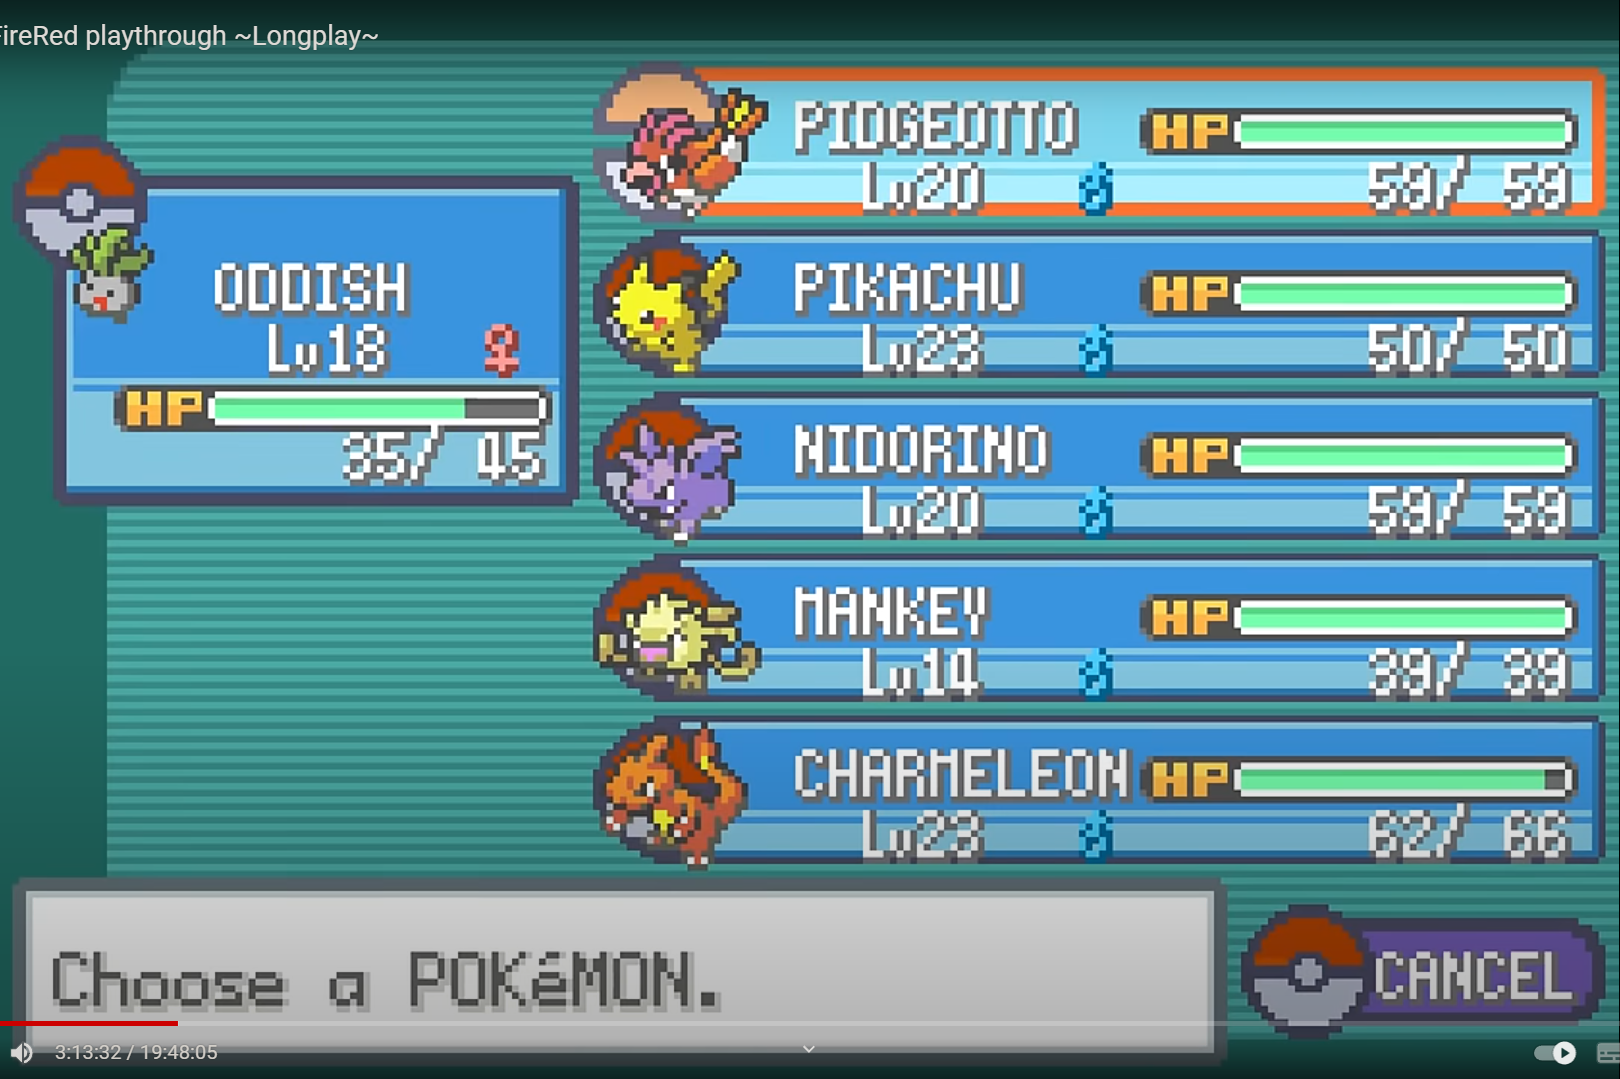 FireRed playthrough ~Longplay~
ODDISH
Lv18 ♀
HP
35/ 45
PIDGEOTTO HP
Lv20 ♂ 59/ 59
PIKACHU HP
Lv23 ♂ 50/ 50
NIDORINO HP
Lv20 ♂ 59/ 59
MANKEY HP
Lv14 ♂ 39/ 39
CHARMELEON HP
Lv23 ♂ 62/ 66
Choose a POKéMON.
CANCEL
3:13:32 / 19:48:05